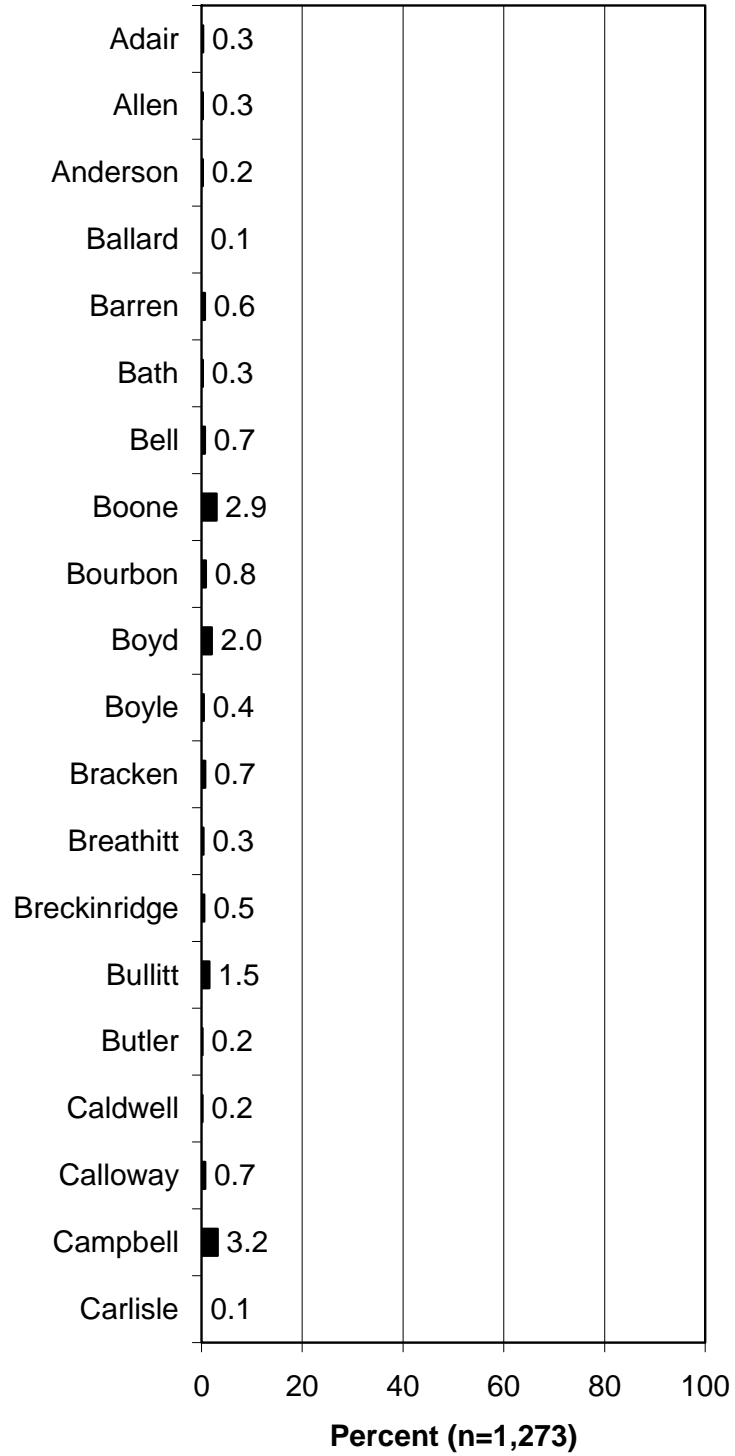 Adair 0.3
Allen 0.3
Anderson 0.2
Ballard 0.1
Barren 0.6
Bath 0.3
Bell 0.7
Boone 2.9
Bourbon 0.8
Boyd 2.0
Boyle 0.4
Bracken 0.7
Breathitt 0.3
Breckinridge 0.5
Bullitt 1.5
Butler 0.2
Caldwell 0.2
Calloway 0.7
Campbell 3.2
Carlisle 0.1
0 20 40 60 80 100
Percent (n=1,273)